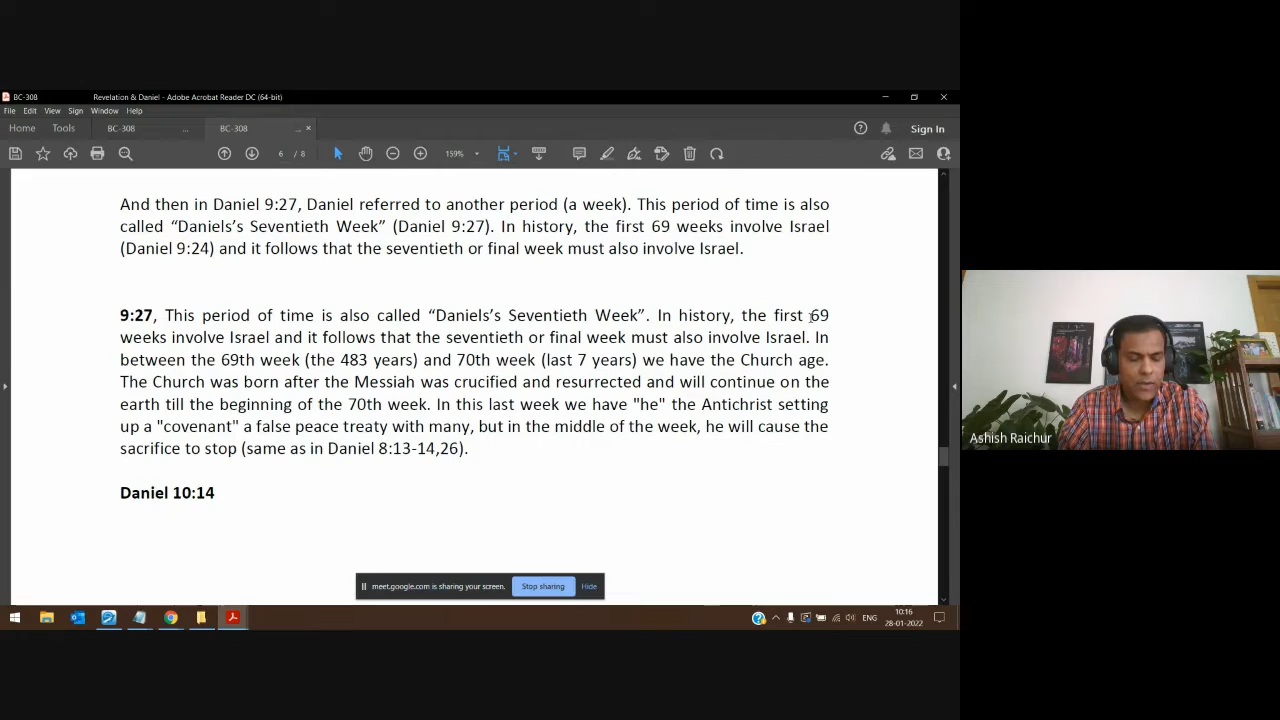 BC-308 Revelation & Daniel - Adobe Acrobat Reader DC (64-bit)
File Edit View Sign Window Help
Home Tools BC-308 ... BC-308 ... × Sign In
6 / 8 159%
And then in Daniel 9:27, Daniel referred to another period (a week). This period of time is also
called “Daniels’s Seventieth Week” (Daniel 9:27). In history, the first 69 weeks involve Israel
(Daniel 9:24) and it follows that the seventieth or final week must also involve Israel.
9:27, This period of time is also called “Daniels’s Seventieth Week”. In history, the first 69
weeks involve Israel and it follows that the seventieth or final week must also involve Israel. In
between the 69th week (the 483 years) and 70th week (last 7 years) we have the Church age.
The Church was born after the Messiah was crucified and resurrected and will continue on the
earth till the beginning of the 70th week. In this last week we have "he" the Antichrist setting
up a "covenant" a false peace treaty with many, but in the middle of the week, he will cause the
sacrifice to stop (same as in Daniel 8:13-14,26).
Daniel 10:14
meet.google.com is sharing your screen. Stop sharing Hide
ENG 10:16
28-01-2022
Ashish Raichur